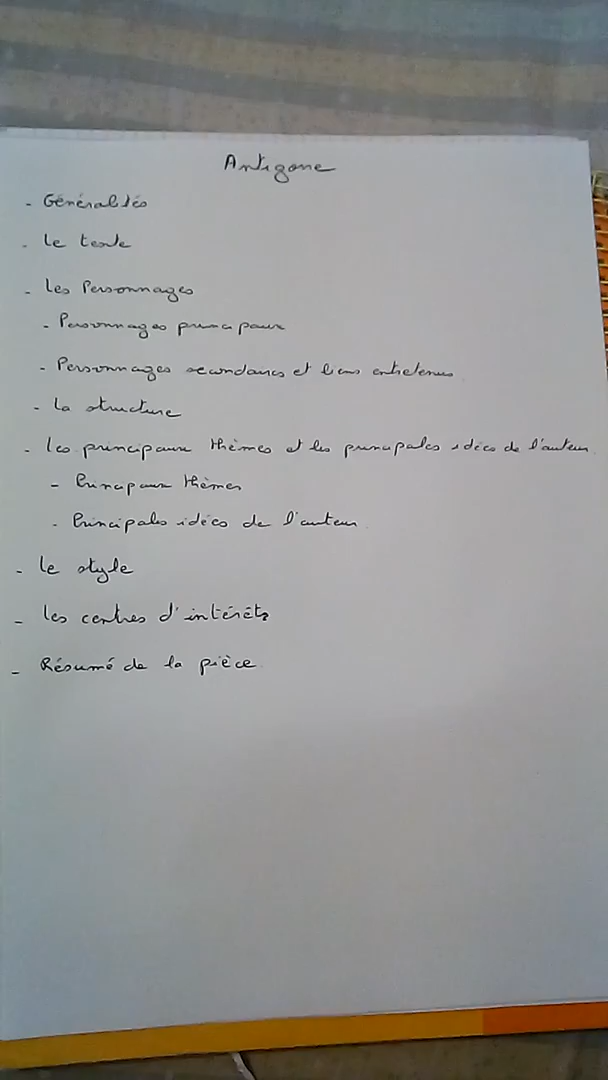 Antigone
- Généralités
- Le texte
- Les Personnages
- Personnages principaux
- Personnages secondaires et liens entretenus
- La structure
- Les principaux thèmes et les principales idées de l'auteur
- Principaux thèmes
- Principales idées de l'auteur
- Le style
- Les centres d'intérêts
- Résumé de la pièce